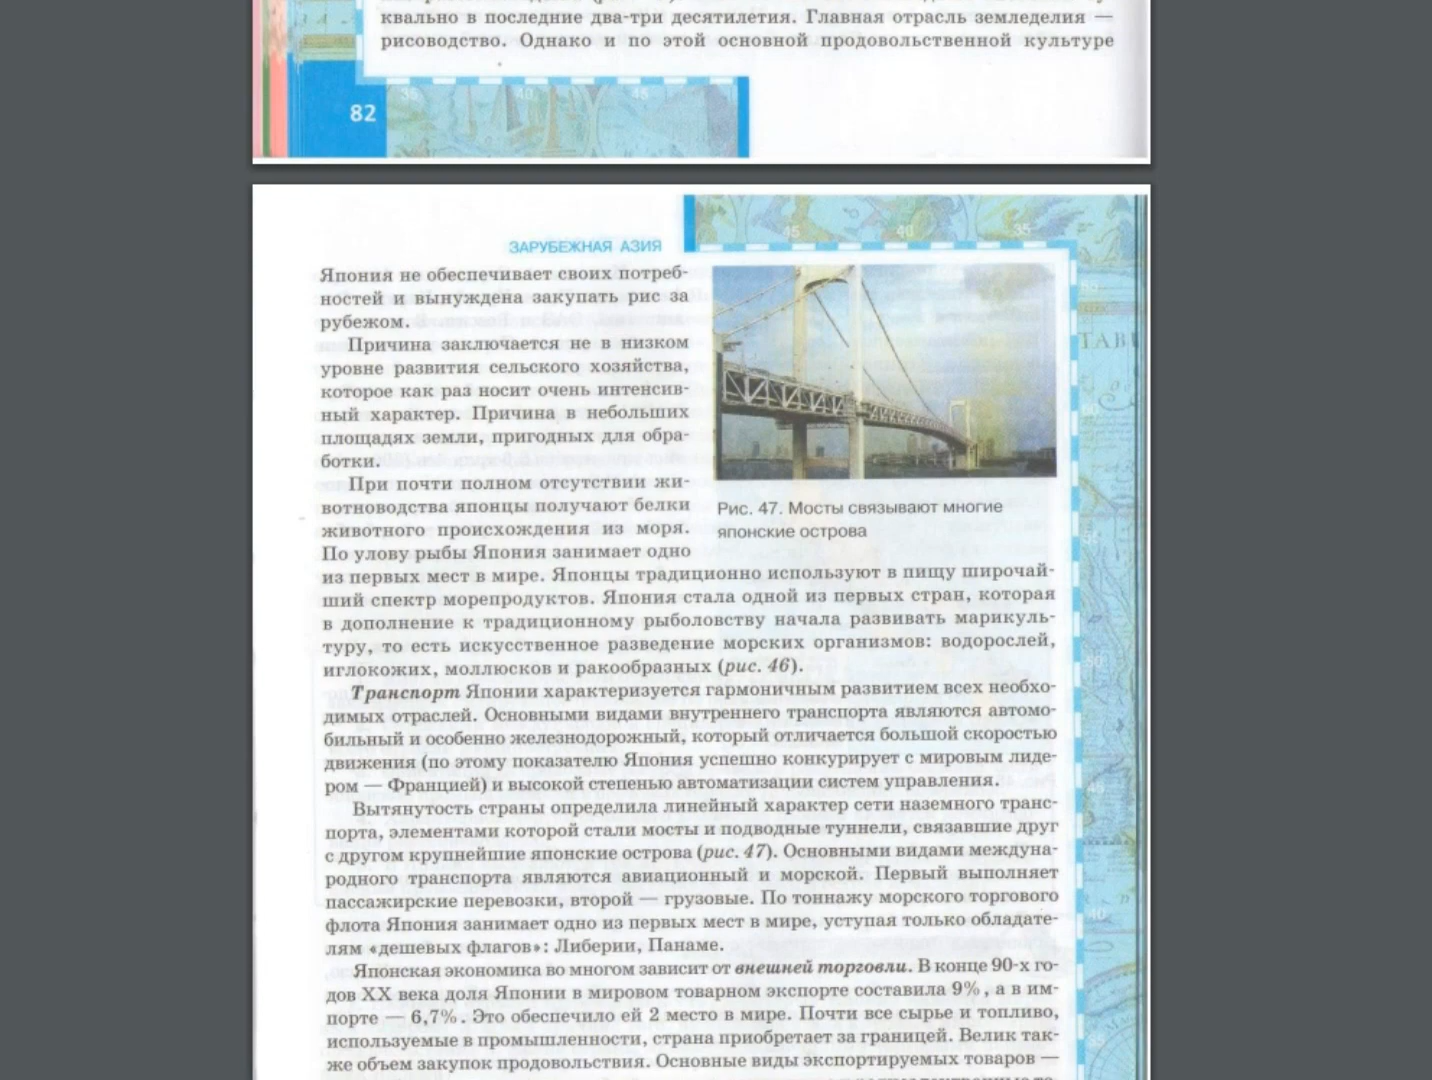 квально в последние два-три десятилетия. Главная отрасль земледелия —
рисоводство. Однако и по этой основной продовольственной культуре
35 40 45
82
45 40 35
ЗАРУБЕЖНАЯ АЗИЯ
Япония не обеспечивает своих потреб-
ностей и вынуждена закупать рис за
рубежом.
Причина заключается не в низком
уровне развития сельского хозяйства,
которое как раз носит очень интенсив-
ный характер. Причина в небольших
площадях земли, пригодных для обра-
ботки.
При почти полном отсутствии жи-
вотноводства японцы получают белки
животного происхождения из моря.
По улову рыбы Япония занимает одно
Рис. 47. Мосты связывают многие
японские острова
из первых мест в мире. Японцы традиционно используют в пищу широчай-
ший спектр морепродуктов. Япония стала одной из первых стран, которая
в дополнение к традиционному рыболовству начала развивать марикуль-
туру, то есть искусственное разведение морских организмов: водорослей,
иглокожих, моллюсков и ракообразных (рис. 46).
Транспорт Японии характеризуется гармоничным развитием всех необхо-
димых отраслей. Основными видами внутреннего транспорта являются автомо-
бильный и особенно железнодорожный, который отличается большой скоростью
движения (по этому показателю Япония успешно конкурирует с мировым лиде-
ром — Францией) и высокой степенью автоматизации систем управления.
Вытянутость страны определила линейный характер сети наземного транс-
порта, элементами которой стали мосты и подводные туннели, связавшие друг
с другом крупнейшие японские острова (рис. 47). Основными видами междуна-
родного транспорта являются авиационный и морской. Первый выполняет
пассажирские перевозки, второй — грузовые. По тоннажу морского торгового
флота Япония занимает одно из первых мест в мире, уступая только обладате-
лям «дешевых флагов»: Либерии, Панаме.
Японская экономика во многом зависит от внешней торговли. В конце 90-х го-
дов XX века доля Японии в мировом товарном экспорте составила 9%, а в им-
порте — 6,7%. Это обеспечило ей 2 место в мире. Почти все сырье и топливо,
используемые в промышленности, страна приобретает за границей. Велик так-
же объем закупок продовольствия. Основные виды экспортируемых товаров —